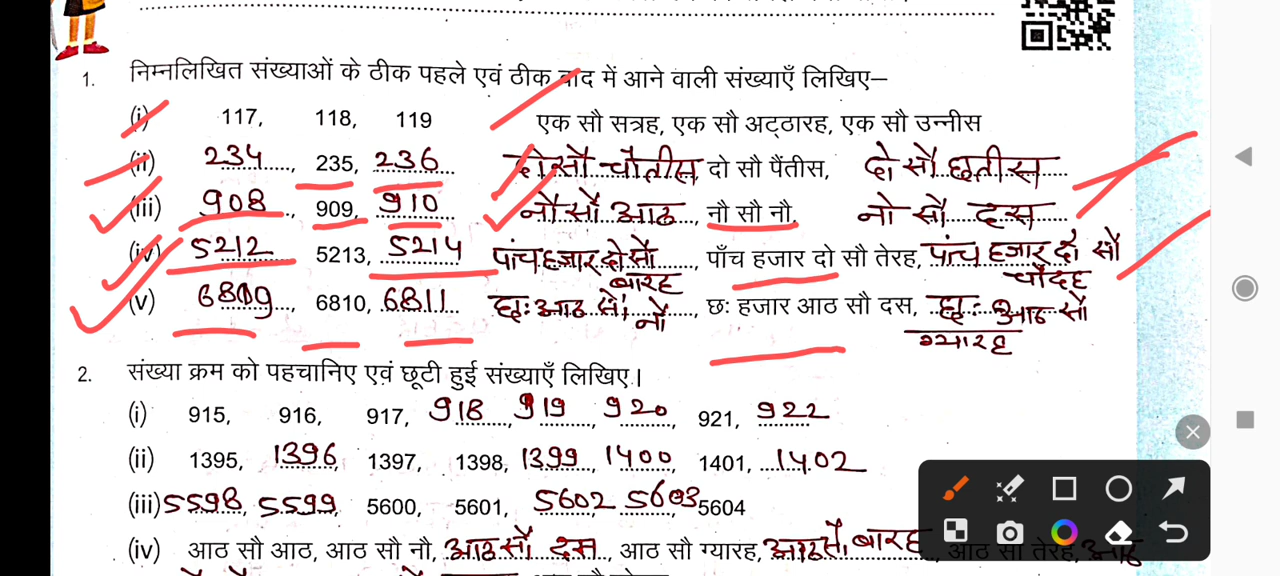 1. निम्नलिखित संख्याओं के ठीक पहले एवं ठीक बाद में आने वाली संख्याएँ लिखिए–
(i) 117, 118, 119 एक सौ सत्रह, एक सौ अट्ठारह, एक सौ उन्नीस
(ii) 234, 235, 236 दो सौ चौतीस, दो सौ पैंतीस, दो सौ छतीस
(iii) 908, 909, 910 नौ सौ आठ, नौ सौ नौ, नो सौ दस
(iv) 5212 5213, 5214 पांच हजार दो सौ बारह पाँच हजार दो सौ तेरह, पांच हजार दो सौ चौदह
(v) 6809, 6810, 6811 छः आठ सो नौ, छः हजार आठ सौ दस, छः आठ सौ ग्यारह
2. संख्या क्रम को पहचानिए एवं छूटी हुई संख्याएँ लिखिए।
(i) 915, 916, 917, 918, 919, 920, 921, 922
(ii) 1395, 1396, 1397, 1398, 1399, 1400, 1401, 1402
(iii) 5598, 5599, 5600, 5601, 5602 5603 5604
(iv) आठ सौ आठ, आठ सौ नौ, आठ सौ दस, आठ सौ ग्यारह, आठ सौ बारह, आठ सौ तेरह, आठ